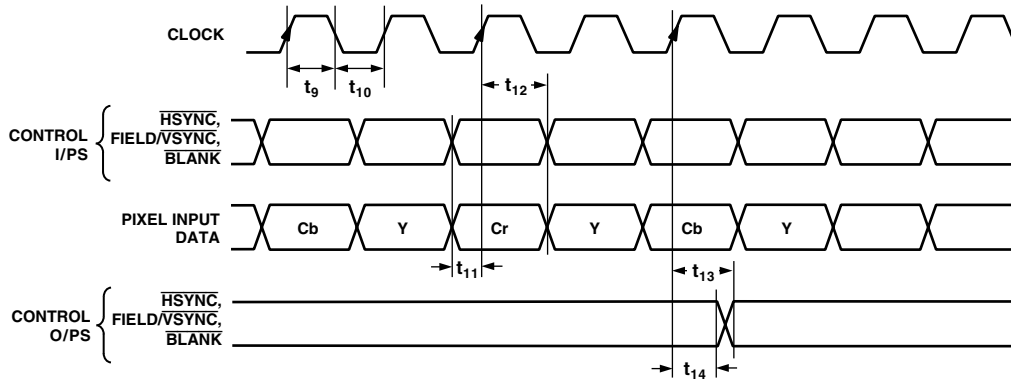 CLOCK
t9
t10
t12
CONTROL
I/PS
HSYNC,
FIELD/VSYNC,
BLANK
PIXEL INPUT
DATA
Cb
Y
Cr
Y
Cb
Y
t11
t13
CONTROL
O/PS
HSYNC,
FIELD/VSYNC,
BLANK
t14